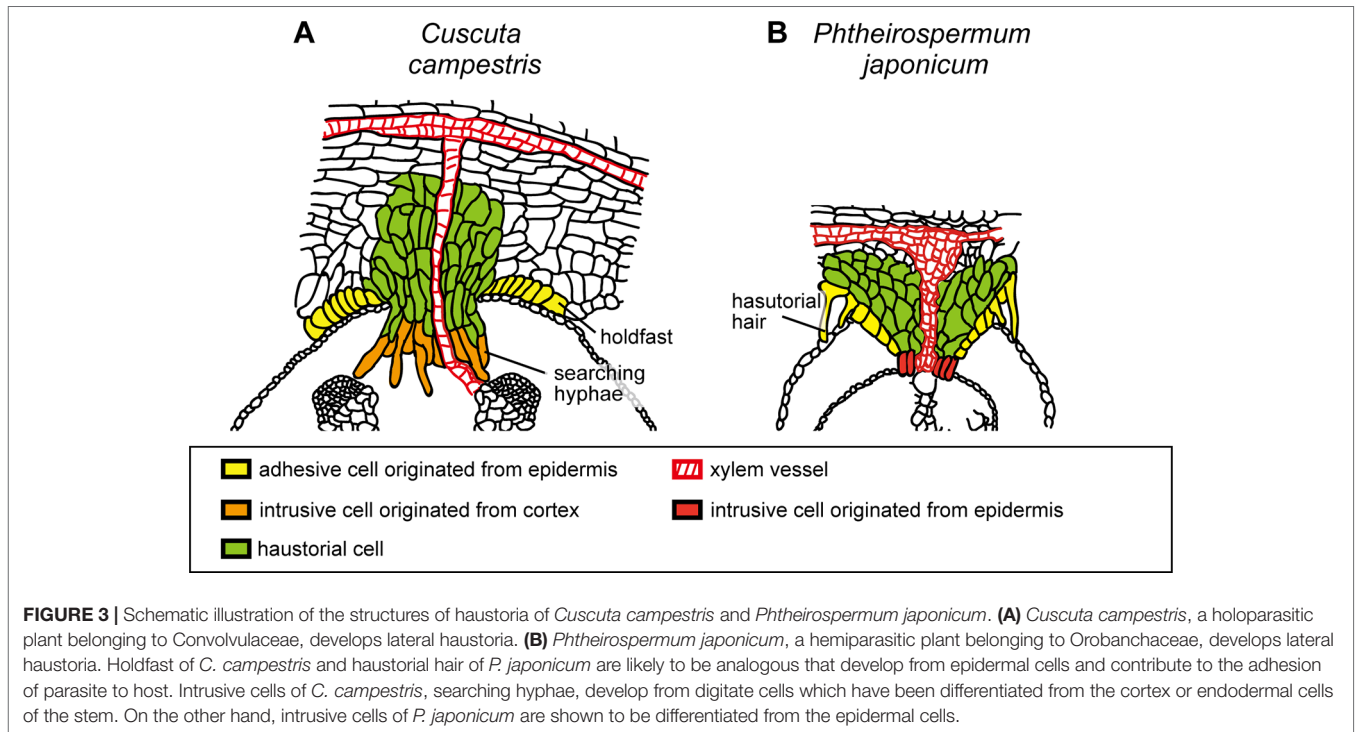 A
Cuscuta
campestris
B
Phtheirospermum
japonicum
holdfast
searching
hyphae
hasutorial
hair
adhesive cell originated from epidermis
xylem vessel
intrusive cell originated from cortex
intrusive cell originated from epidermis
haustorial cell
FIGURE 3 | Schematic illustration of the structures of haustoria of Cuscuta campestris and Phtheirospermum japonicum. (A) Cuscuta campestris, a holoparasitic
plant belonging to Convolvulaceae, develops lateral haustoria. (B) Phtheirospermum japonicum, a hemiparasitic plant belonging to Orobanchaceae, develops lateral
haustoria. Holdfast of C. campestris and haustorial hair of P. japonicum are likely to be analogous that develop from epidermal cells and contribute to the adhesion
of parasite to host. Intrusive cells of C. campestris, searching hyphae, develop from digitate cells which have been differentiated from the cortex or endodermal cells
of the stem. On the other hand, intrusive cells of P. japonicum are shown to be differentiated from the epidermal cells.